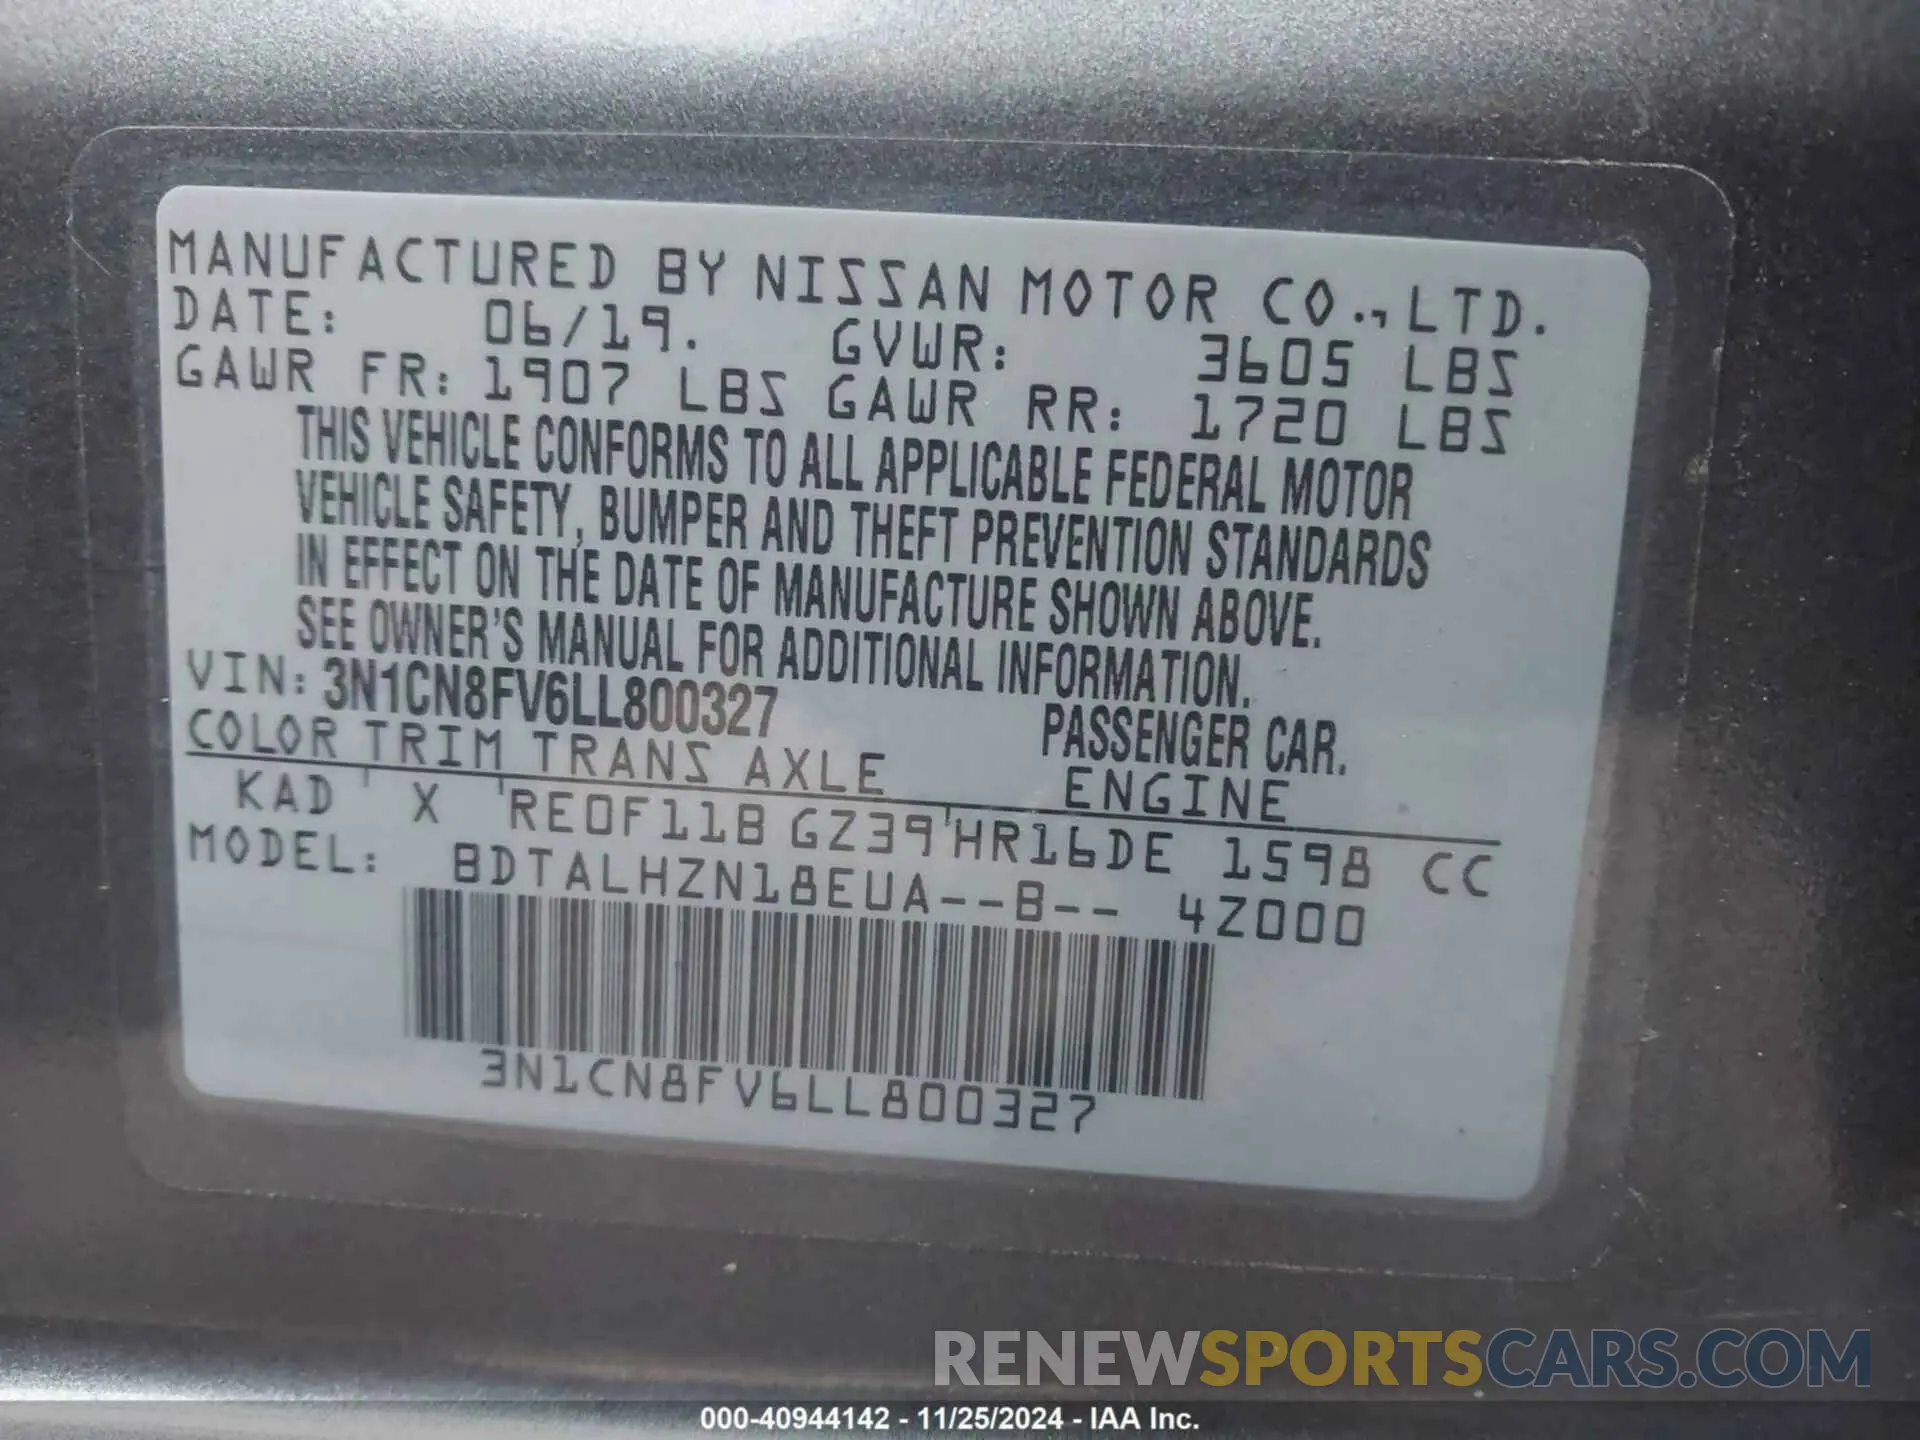 MANUFACTURED BY NISSAN MOTOR CO.,LTD.
DATE: 06/19. GVWR: 3605 LBS
GAWR FR: 1907 LBS GAWR RR: 1720 LBS
THIS VEHICLE CONFORMS TO ALL APPLICABLE FEDERAL MOTOR
VEHICLE SAFETY, BUMPER AND THEFT PREVENTION STANDARDS
IN EFFECT ON THE DATE OF MANUFACTURE SHOWN ABOVE.
SEE OWNER'S MANUAL FOR ADDITIONAL INFORMATION.
VIN: 3N1CN8FV6LL800327 PASSENGER CAR.
COLOR TRIM TRANS AXLE ENGINE
KAD X RE0F11B GZ39 HR16DE 1598 CC
MODEL: BDTALHZN18EUA--B-- 4Z000
3N1CN8FV6LL800327
RENEWSPORTSCARS.COM
000-40944142 - 11/25/2024 - IAA Inc.